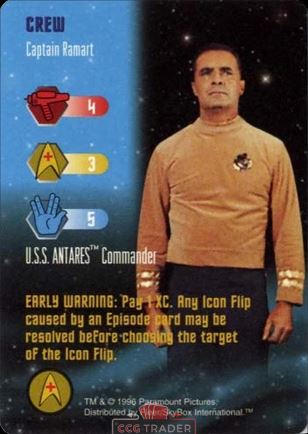 CREW
Captain Ramart
4
3
5
U.S.S. ANTARES™ Commander
EARLY WARNING: Pay 1 XC. Any Icon Flip
caused by an Episode card may be
resolved before choosing the target
of the Icon Flip.
TM & © 1996 Paramount Pictures.
Distributed by SkyBox International.™
CCG TRADER